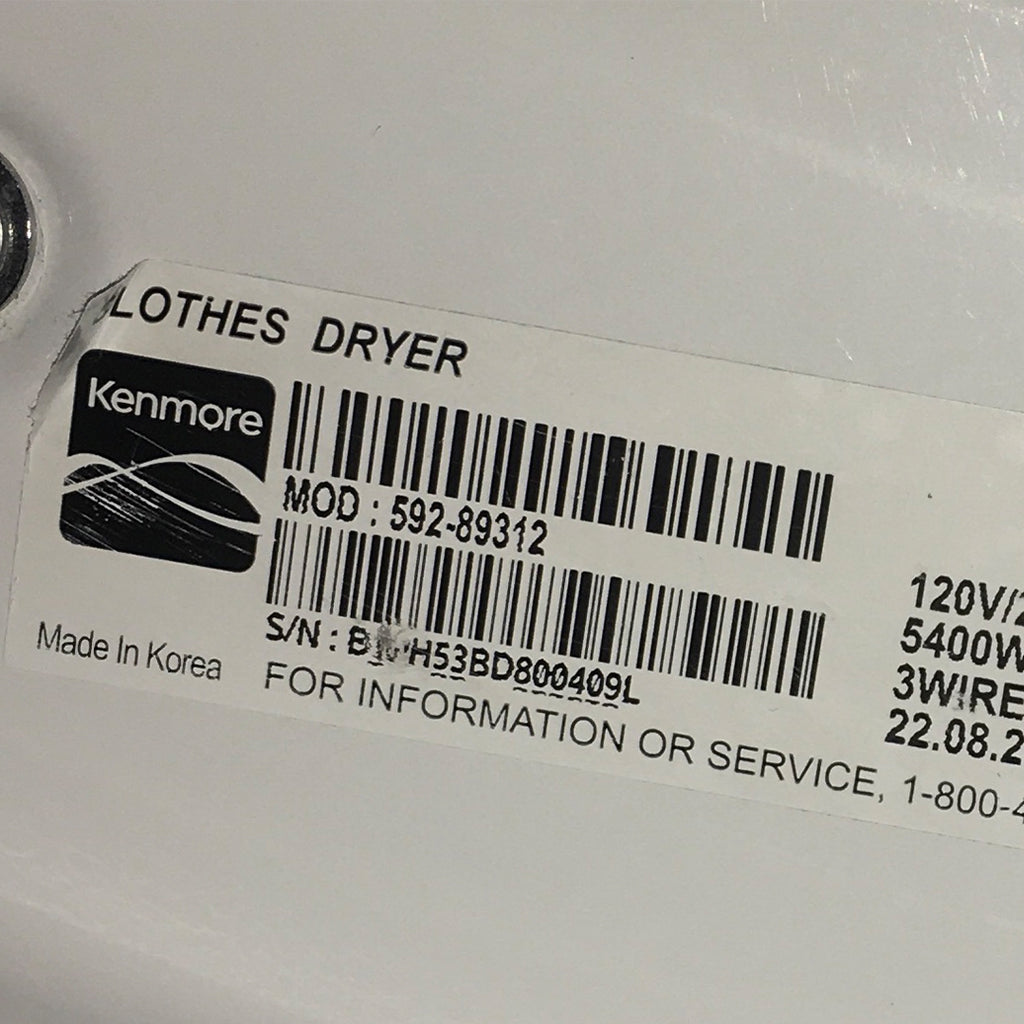 LOTHES DRYER
Kenmore
MOD : 592-89312
S/N :
Made In Korea
FOR INFORMATION OR SERVICE, 1-800-4
120V/2
5400W
3WIRE
22.08.2